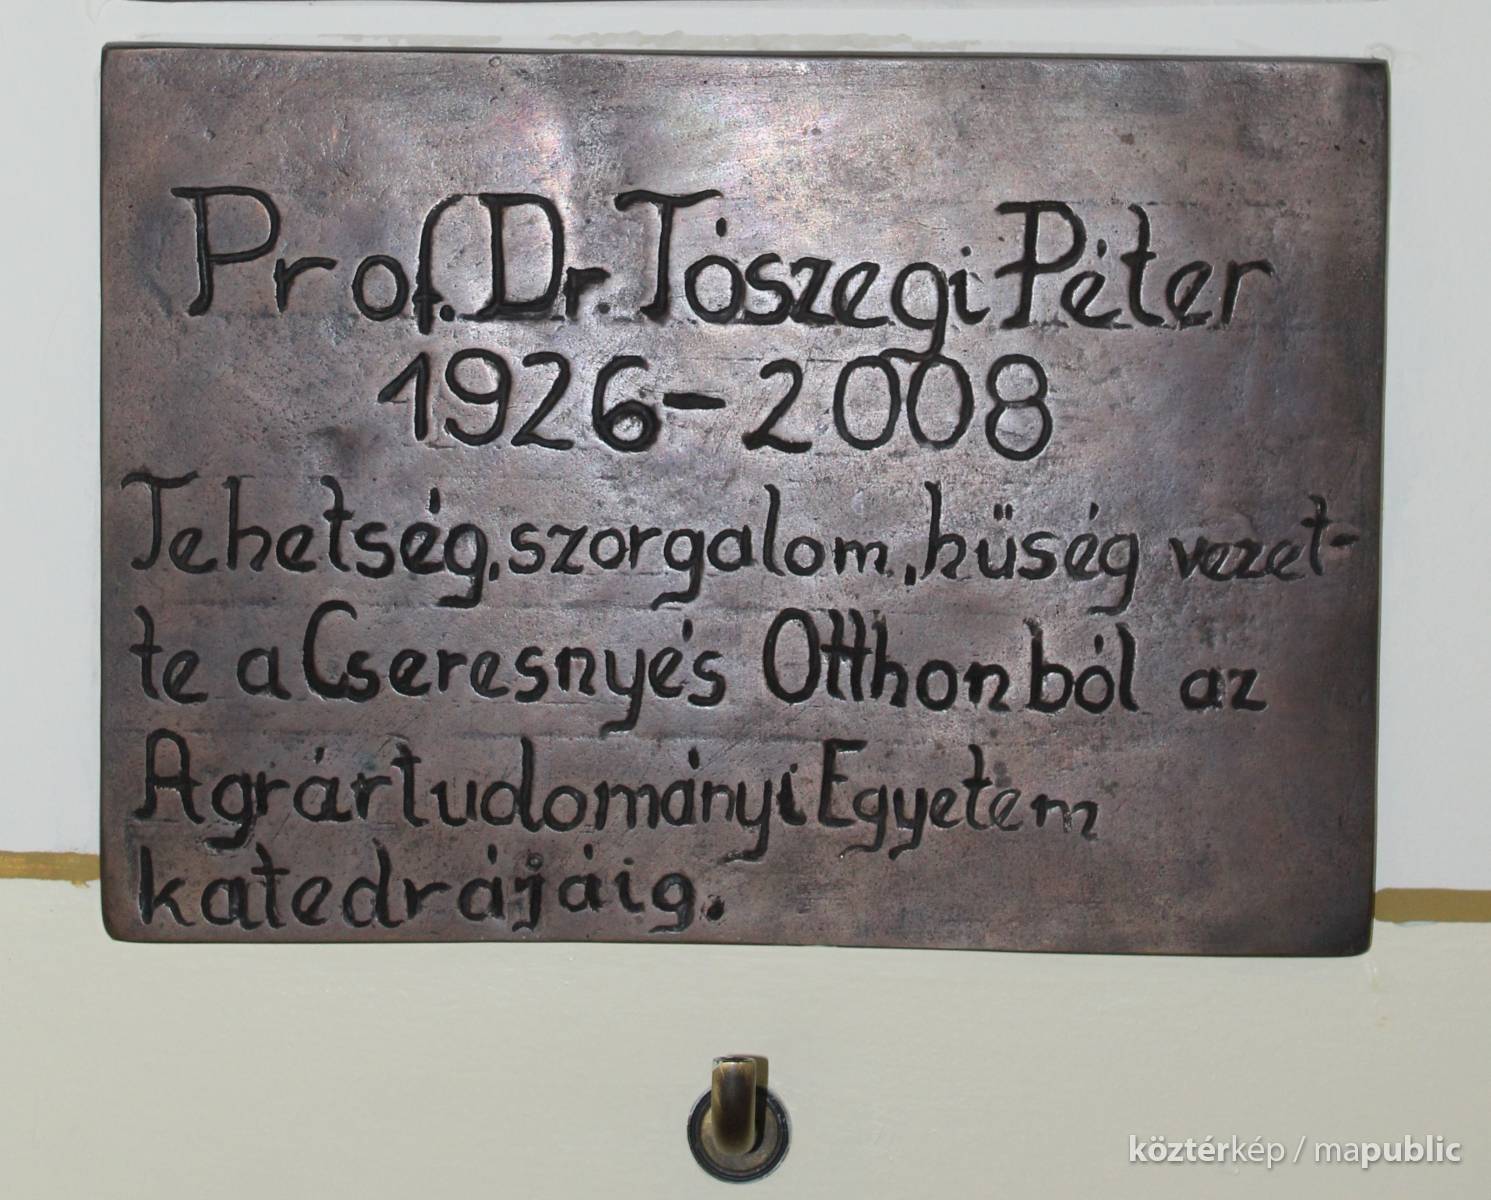 Prof. Dr. Tószegi Péter
1926-2008
Tehetség, szorgalom, hűség vezet-
te a Cseresnyés Otthonból az
Agrártudományi Egyetem
katedrájáig.
köztérkép / mapublic